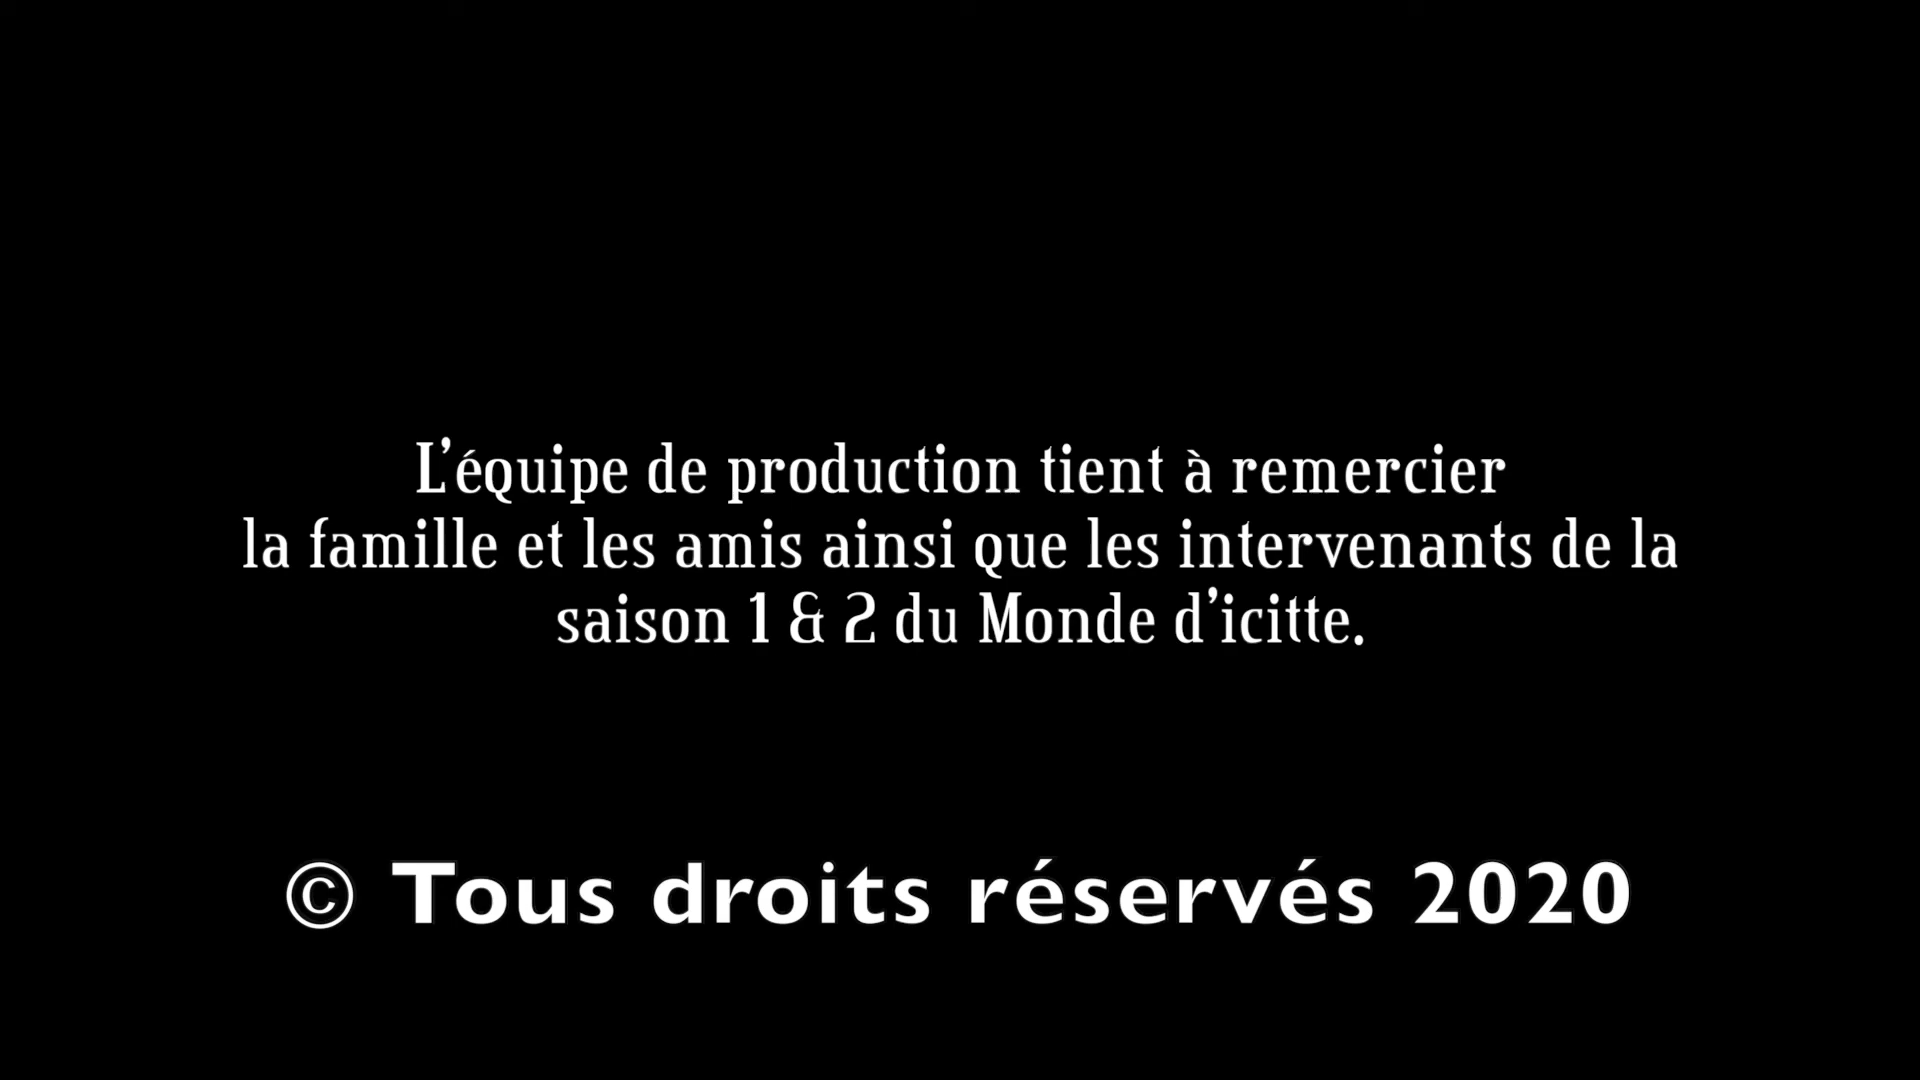 L’équipe de production tient à remercier
la famille et les amis ainsi que les intervenants de la
saison 1 & 2 du Monde d’icitte.
© Tous droits réservés 2020